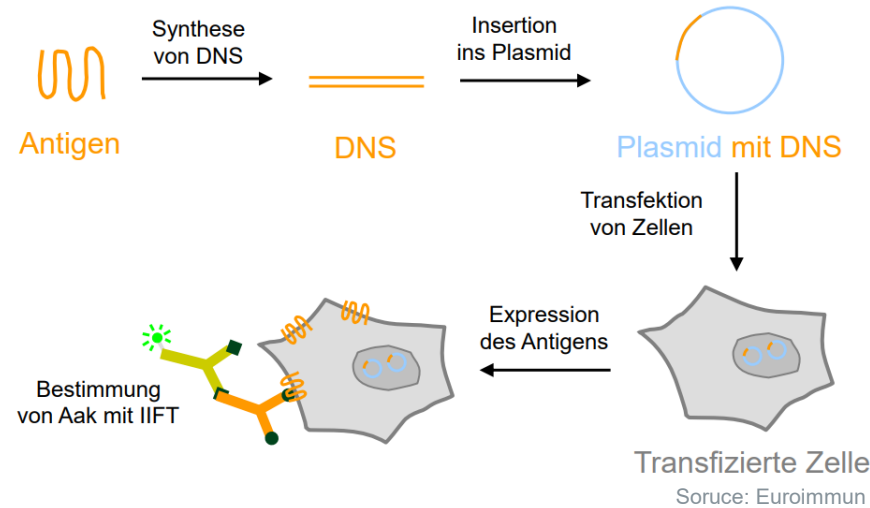 Synthese
von DNS
Insertion
ins Plasmid
Antigen
DNS
Plasmid mit DNS
Transfektion
von Zellen
Expression
des Antigens
Bestimmung
von Aak mit IIFT
Transfizierte Zelle
Soruce: Euroimmun